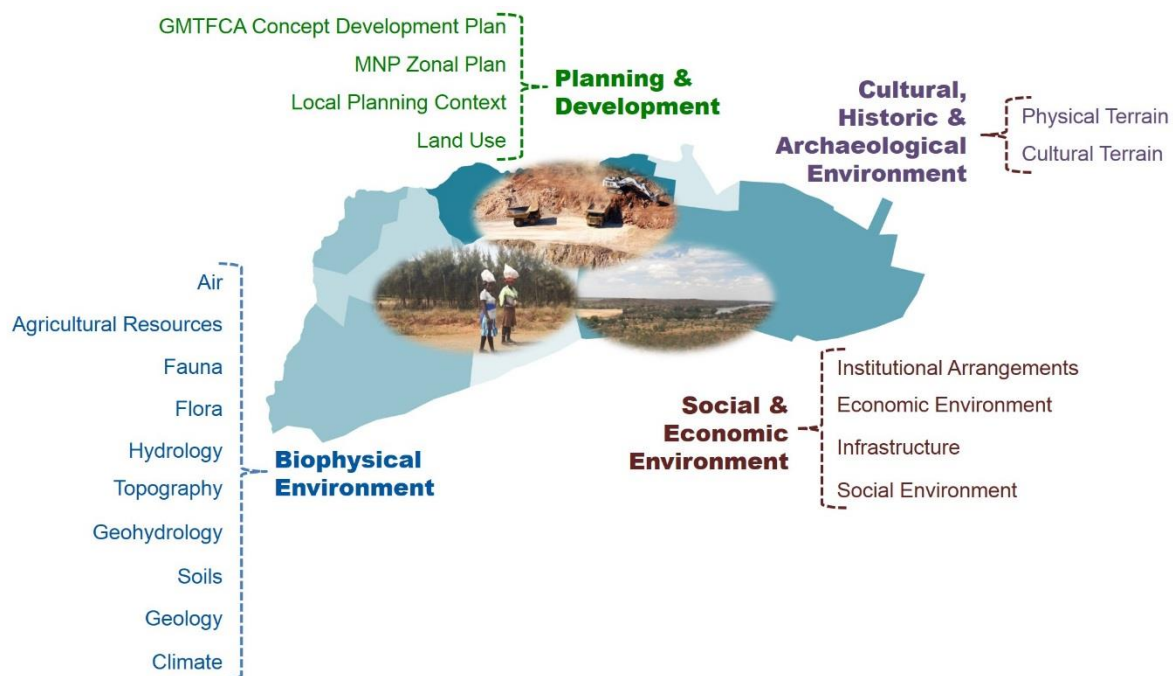 GMTFCA Concept Development Plan
MNP Zonal Plan
Local Planning Context
Land Use
Planning &
Development
Cultural,
Historic &
Archaeological
Environment
Physical Terrain
Cultural Terrain
Air
Agricultural Resources
Fauna
Flora
Hydrology
Topography
Geohydrology
Soils
Geology
Climate
Biophysical
Environment
Social &
Economic
Environment
Institutional Arrangements
Economic Environment
Infrastructure
Social Environment